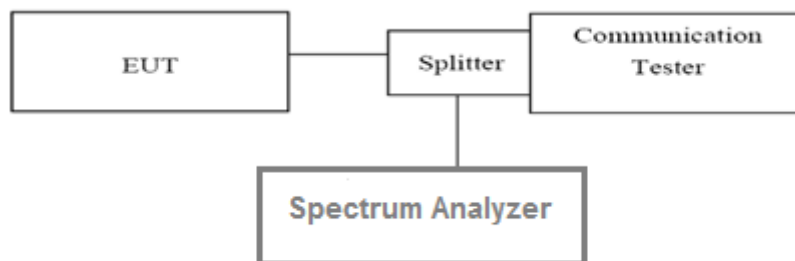 EUT
Splitter
Communication
Tester
Spectrum Analyzer